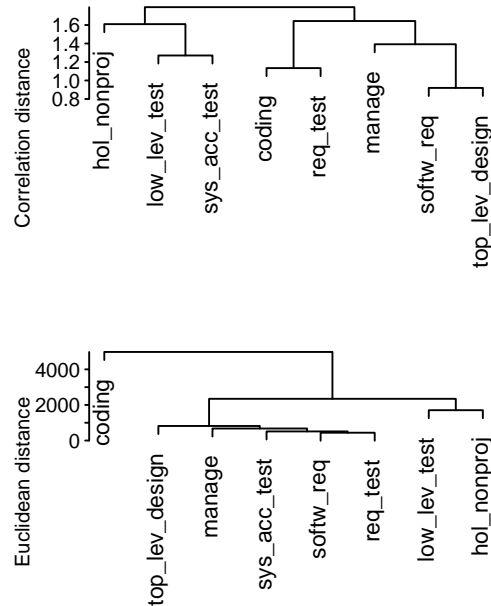 Correlation distance
1.6
1.4
1.2
1.0
0.8
hol_nonproj
low_lev_test
sys_acc_test
coding
req_test
manage
softw_req
top_lev_design
Euclidean distance
4000
2000
0
coding
top_lev_design
manage
sys_acc_test
softw_req
req_test
low_lev_test
hol_nonproj